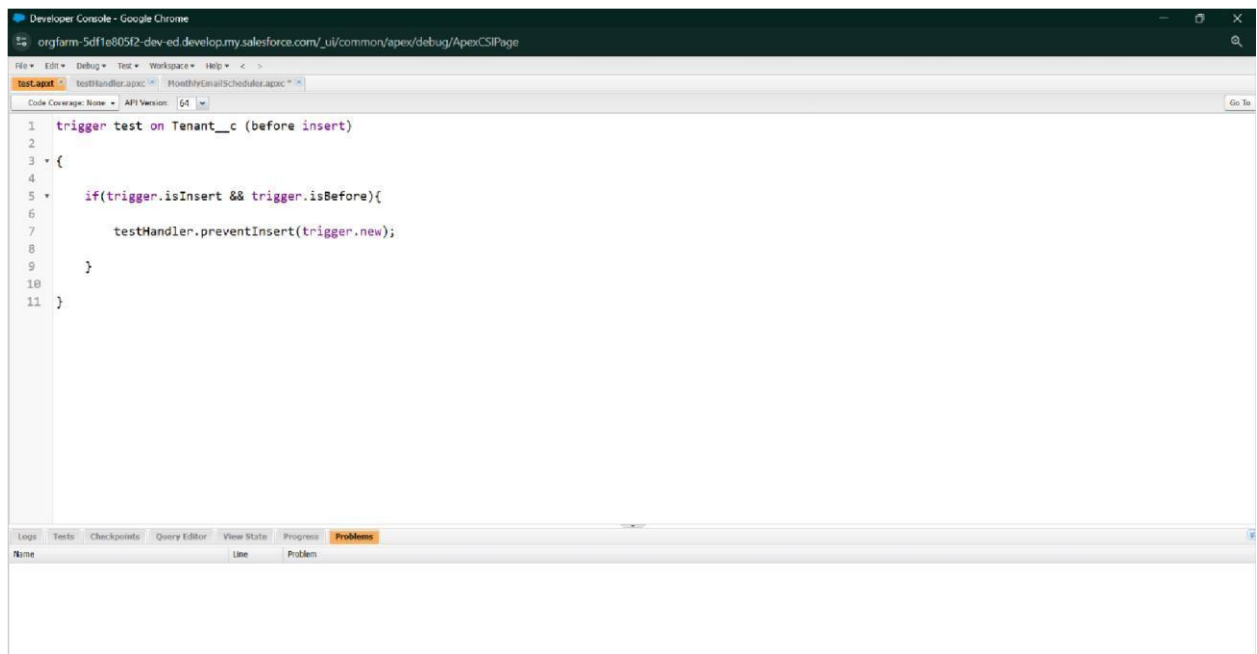 Developer Console - Google Chrome
orgfarm-5df1e805f2-dev-ed.develop.my.salesforce.com/_ui/common/apex/debug/ApexCSIPage
File Edit Debug Test Workspace Help < >
test.apxt testHandler.apxc MonthlyEmailScheduler.apxc *
Code Coverage: None API Version: 64 Go To
1 trigger test on Tenant__c (before insert)
2
3 {
4
5 if(trigger.isInsert && trigger.isBefore){
6
7 testHandler.preventInsert(trigger.new);
8
9 }
10
11 }
Logs Tests Checkpoints Query Editor View State Progress Problems
Name Line Problem